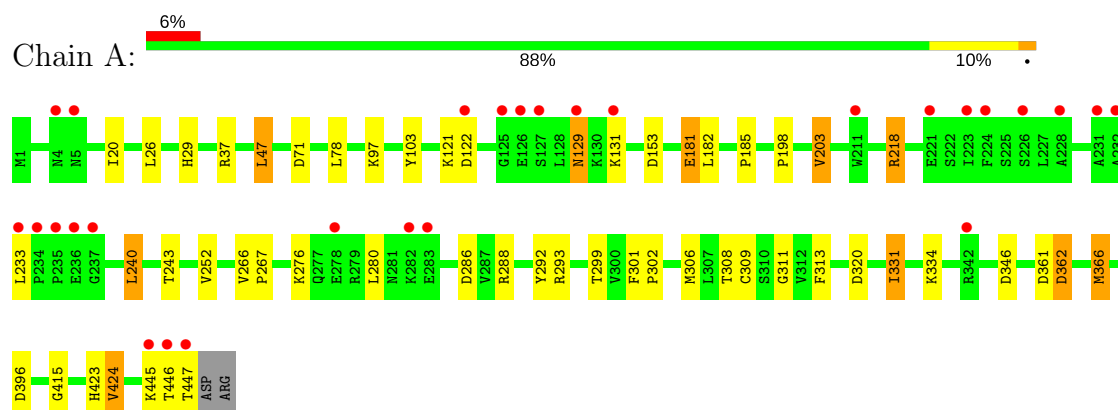 6%
Chain A:
88% 10% •
M1 N4 N5 I20 L26 H29 R37 L47 D71 L78 K97 Y103 K121 D122 G125 E126 S127 L128 N129 K130 K131 D153 E181 L182 P185 P198 V203 W211 R218 E221 S222 I223 F224 S225 S226 L227 A228 A231
L233 P234 P235 E236 G237 L240 T243 V252 V266 P267 K276 Q277 E278 R279 L280 N281 K282 E283 D286 V287 R288 Y292 R293 T299 V300 F301 P302 M306 L307 T308 C309 S310 G311 V312 F313 D320 I331 K334 R342 D346 D361 D362 M366
D396 G415 H423 V424 K445 T446 T447 ASP ARG